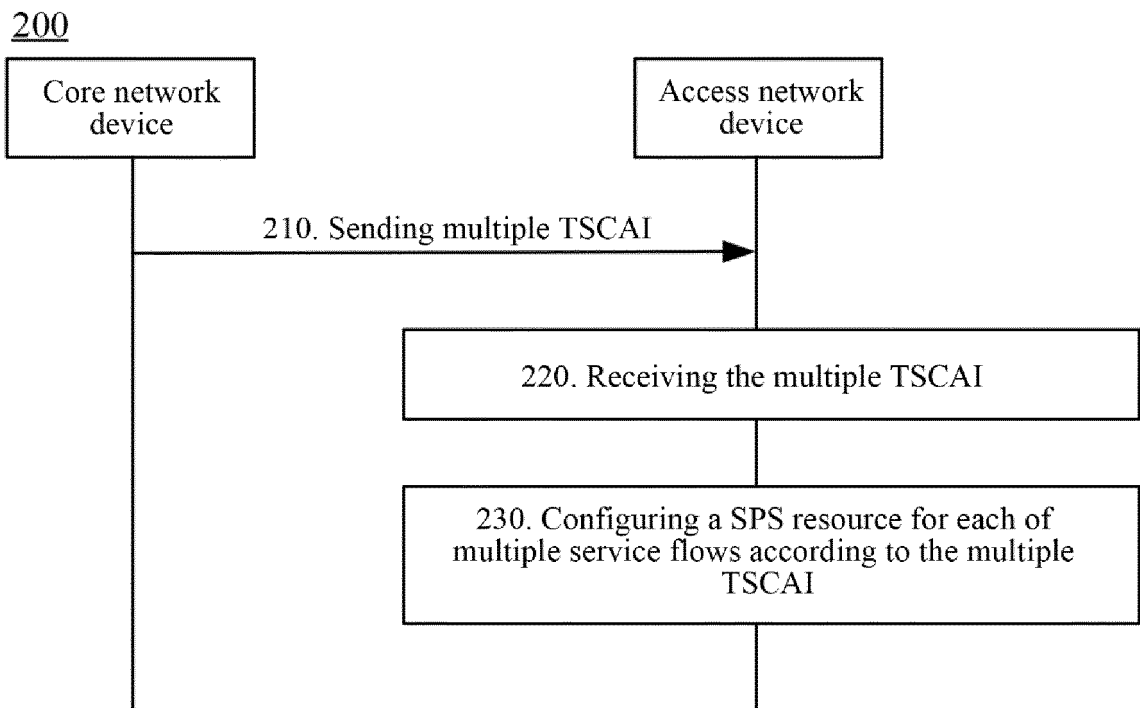 200
Core network
device
Access network
device
210. Sending multiple TSCAI
220. Receiving the multiple TSCAI
230. Configuring a SPS resource for each of
multiple service flows according to the multiple
TSCAI